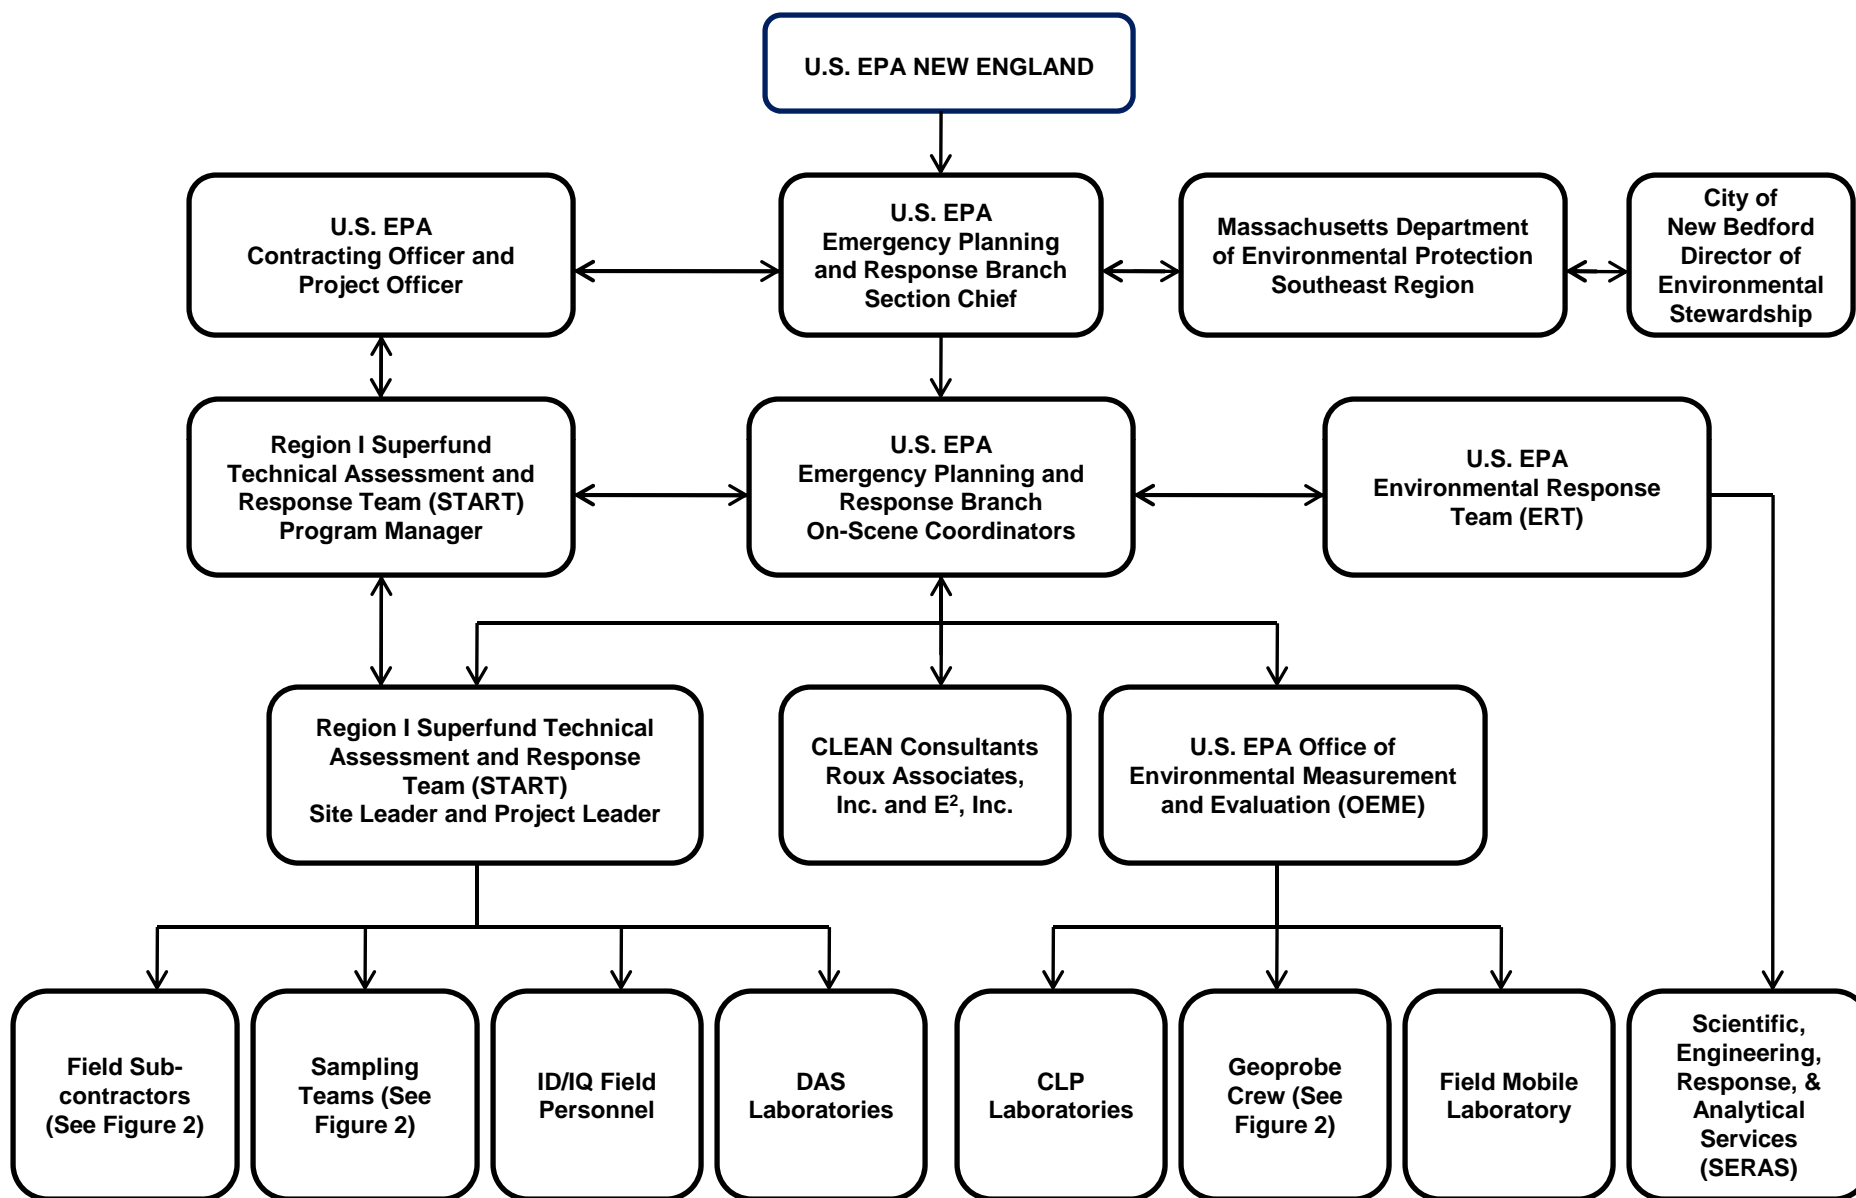 U.S. EPA NEW ENGLAND
U.S. EPA
Contracting Officer and
Project Officer
U.S. EPA
Emergency Planning
and Response Branch
Section Chief
Massachusetts Department
of Environmental Protection
Southeast Region
City of
New Bedford
Director of
Environmental
Stewardship
Region I Superfund
Technical Assessment and
Response Team (START)
Program Manager
U.S. EPA
Emergency Planning and
Response Branch
On-Scene Coordinators
U.S. EPA
Environmental Response
Team (ERT)
Region I Superfund Technical
Assessment and Response
Team (START)
Site Leader and Project Leader
CLEAN Consultants
Roux Associates,
Inc. and E², Inc.
U.S. EPA Office of
Environmental Measurement
and Evaluation (OEME)
Field Sub-
contractors
(See Figure 2)
Sampling
Teams (See
Figure 2)
ID/IQ Field
Personnel
DAS
Laboratories
CLP
Laboratories
Geoprobe
Crew (See
Figure 2)
Field Mobile
Laboratory
Scientific,
Engineering,
Response, &
Analytical
Services
(SERAS)